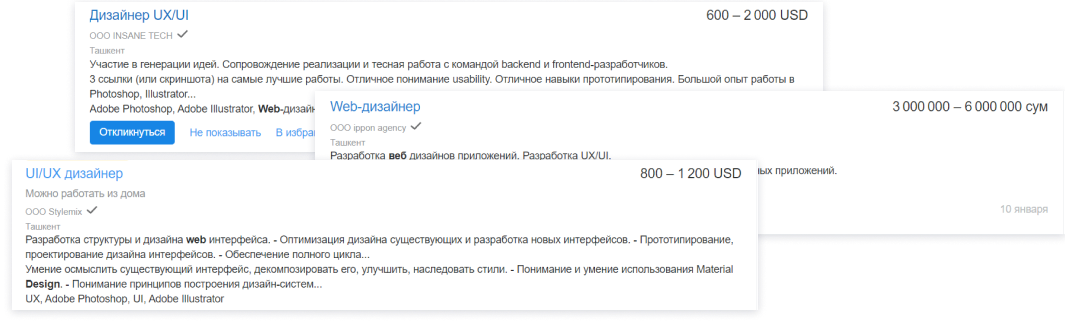 Дизайнер UX/UI
600 – 2 000 USD
ООО INSANE TECH
Ташкент
Участие в генерации идей. Сопровождение реализации и тесная работа с командой backend и frontend-разработчиков.
3 ссылки (или скриншота) на самые лучшие работы. Отличное понимание usability. Отличное навыки прототипирования. Большой опыт работы в
Photoshop, Illustrator...
Adobe Photoshop, Adobe Illustrator, Web-дизайн
Откликнуться Не показывать В избран
Web-дизайнер
3 000 000 – 6 000 000 сум
ООО ippon agency
Ташкент
Разработка веб дизайнов приложений. Разработка UX/UI.
ных приложений.
10 января
UI/UX дизайнер
800 – 1 200 USD
Можно работать из дома
ООО Stylemix
Ташкент
Разработка структуры и дизайна web интерфейса. - Оптимизация дизайна существующих и разработка новых интерфейсов. - Прототипирование,
проектирование дизайна интерфейсов. - Обеспечение полного цикла...
Умение осмыслить существующий интерфейс, декомпозировать его, улучшить, наследовать стили. - Понимание и умение использования Material
Design. - Понимание принципов построения дизайн-систем...
UX, Adobe Photoshop, UI, Adobe Illustrator